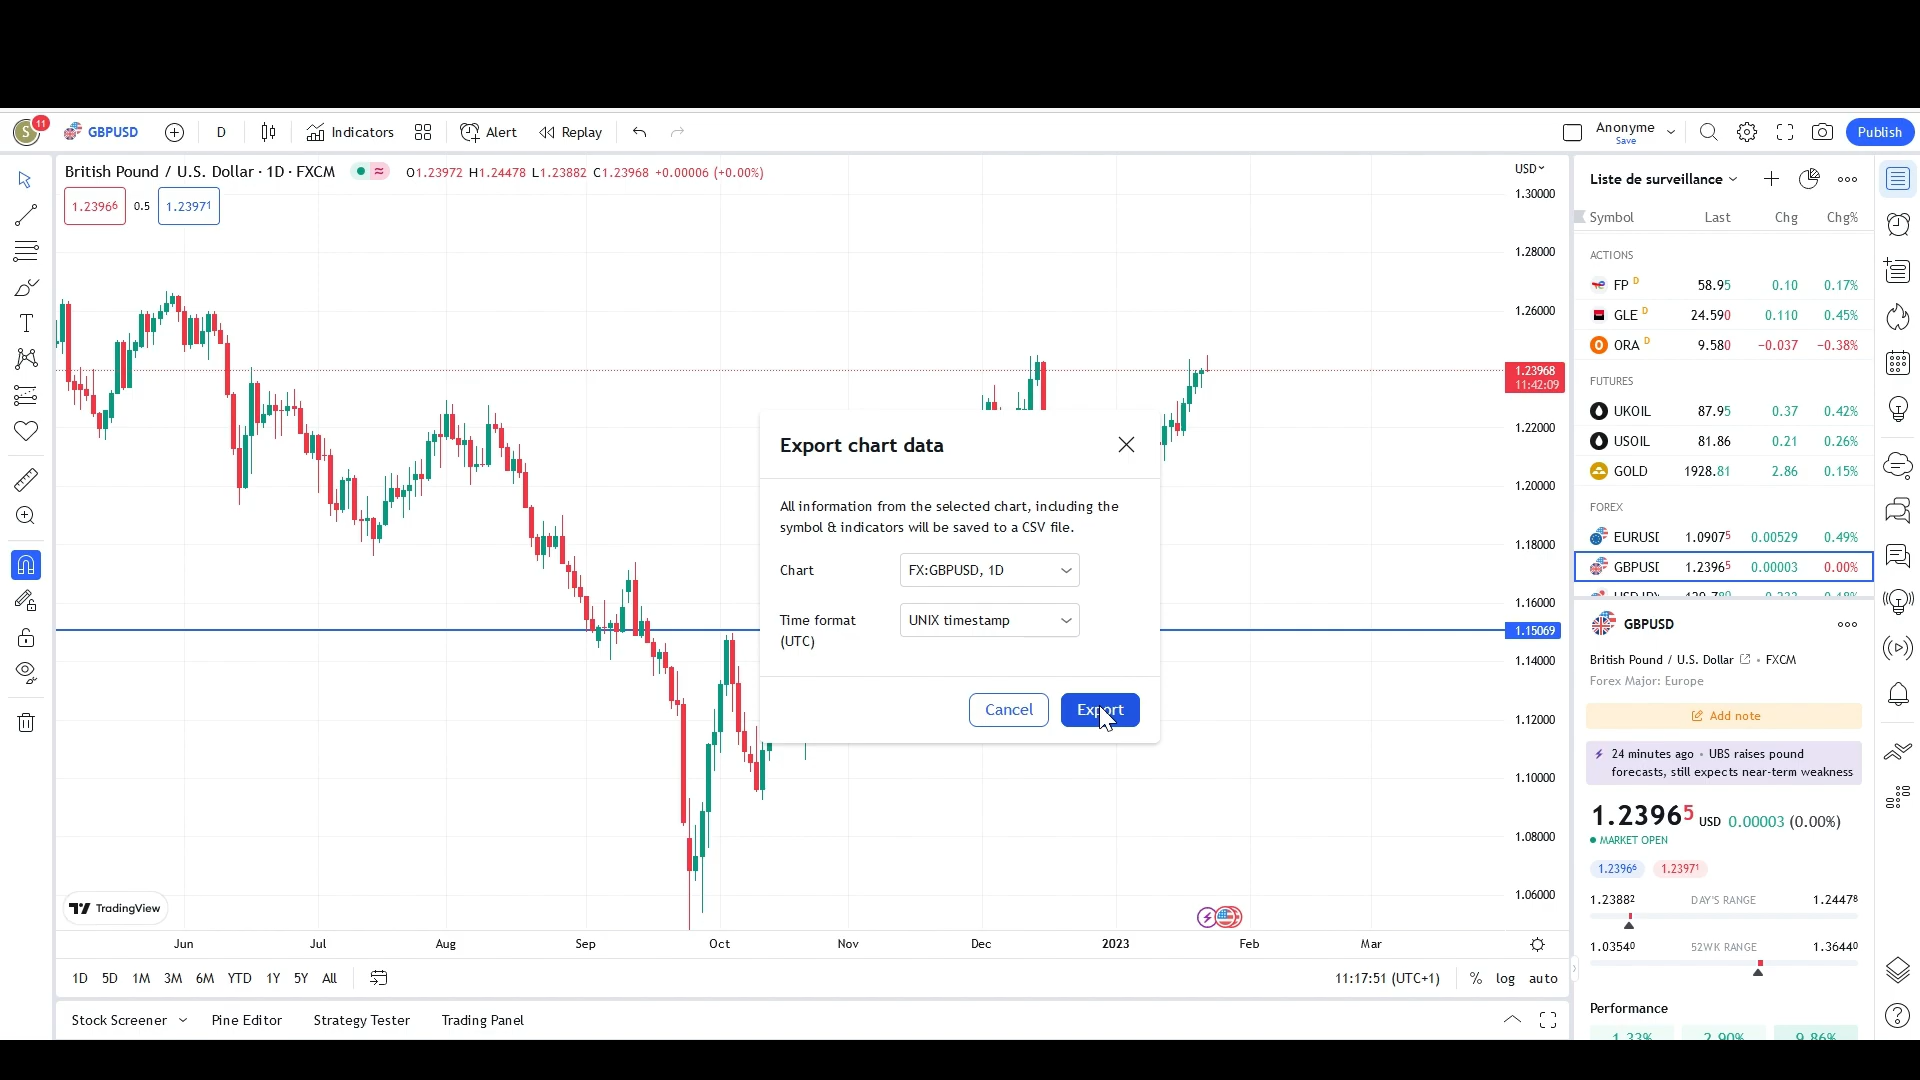 S 11 GBPUSD D Indicators Alert Replay Anonyme Save Publish
British Pound / U.S. Dollar · 1D · FXCM O1.23972 H1.24478 L1.23882 C1.23968 +0.00006 (+0.00%)
1.23966 0.5 1.23971
USD
1.30000
1.28000
1.26000
1.23968
11:42:09
1.22000
1.20000
1.18000
1.16000
1.15069
1.14000
1.12000
1.10000
1.08000
1.06000
Export chart data
All information from the selected chart, including the
symbol & indicators will be saved to a CSV file.
Chart FX:GBPUSD, 1D
Time format
(UTC)
UNIX timestamp
Cancel Export
TradingView
Jun Jul Aug Sep Oct Nov Dec 2023 Feb Mar
1D 5D 1M 3M 6M YTD 1Y 5Y All 11:17:51 (UTC+1) % log auto
Stock Screener Pine Editor Strategy Tester Trading Panel
Liste de surveillance
Symbol Last Chg Chg%
ACTIONS
FP D 58.95 0.10 0.17%
GLE D 24.590 0.110 0.45%
ORA D 9.580 −0.037 −0.38%
FUTURES
UKOIL 87.95 0.37 0.42%
USOIL 81.86 0.21 0.26%
GOLD 1928.81 2.86 0.15%
FOREX
EURUSD 1.09075 0.00529 0.49%
GBPUSD 1.23965 0.00003 0.00%
GBPUSD
British Pound / U.S. Dollar • FXCM
Forex Major: Europe
Add note
24 minutes ago • UBS raises pound
forecasts, still expects near-term weakness
1.23965 USD 0.00003 (0.00%)
MARKET OPEN
1.23966 1.23971
1.23882 DAY'S RANGE 1.24478
1.03540 52WK RANGE 1.36440
Performance
1.33% 2.90% 9.86%